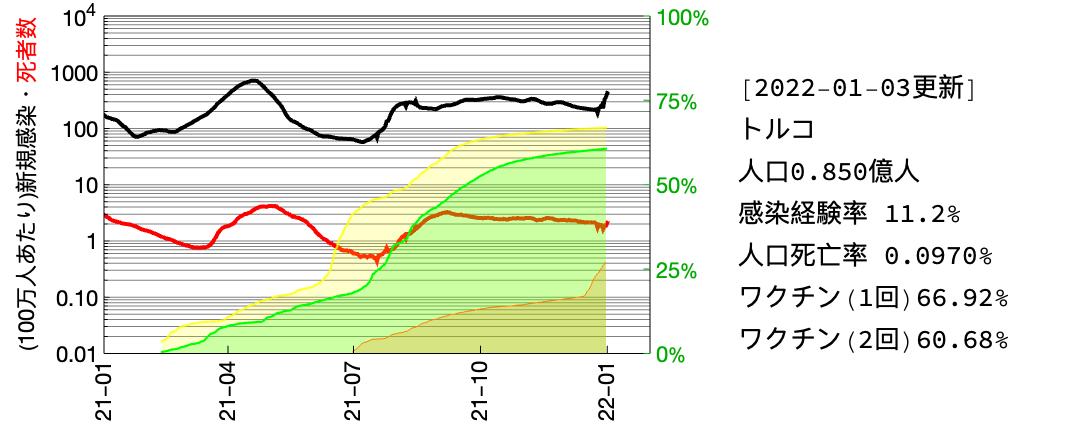 (100万人あたり)新規感染・死者数
10^4
1000
100
10
1
0.10
0.01
100%
75%
50%
25%
0%
21-01
21-04
21-07
21-10
22-01
[2022-01-03更新]
トルコ
人口0.850億人
感染経験率 11.2%
人口死亡率 0.0970%
ワクチン(1回)66.92%
ワクチン(2回)60.68%